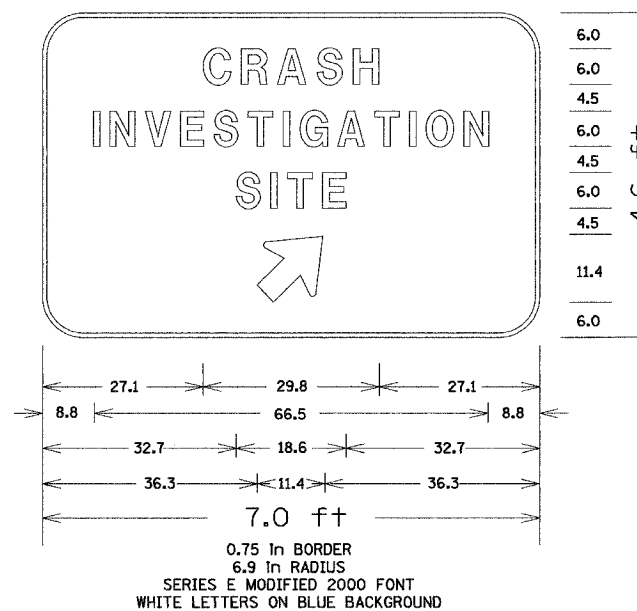 CRASH
INVESTIGATION
SITE
6.0
6.0
4.5
6.0
4.5
6.0
4.5
11.4
6.0
27.1 29.8 27.1
8.8 66.5 8.8
32.7 18.6 32.7
36.3 11.4 36.3
7.0 ft
0.75 in BORDER
6.9 in RADIUS
SERIES E MODIFIED 2000 FONT
WHITE LETTERS ON BLUE BACKGROUND